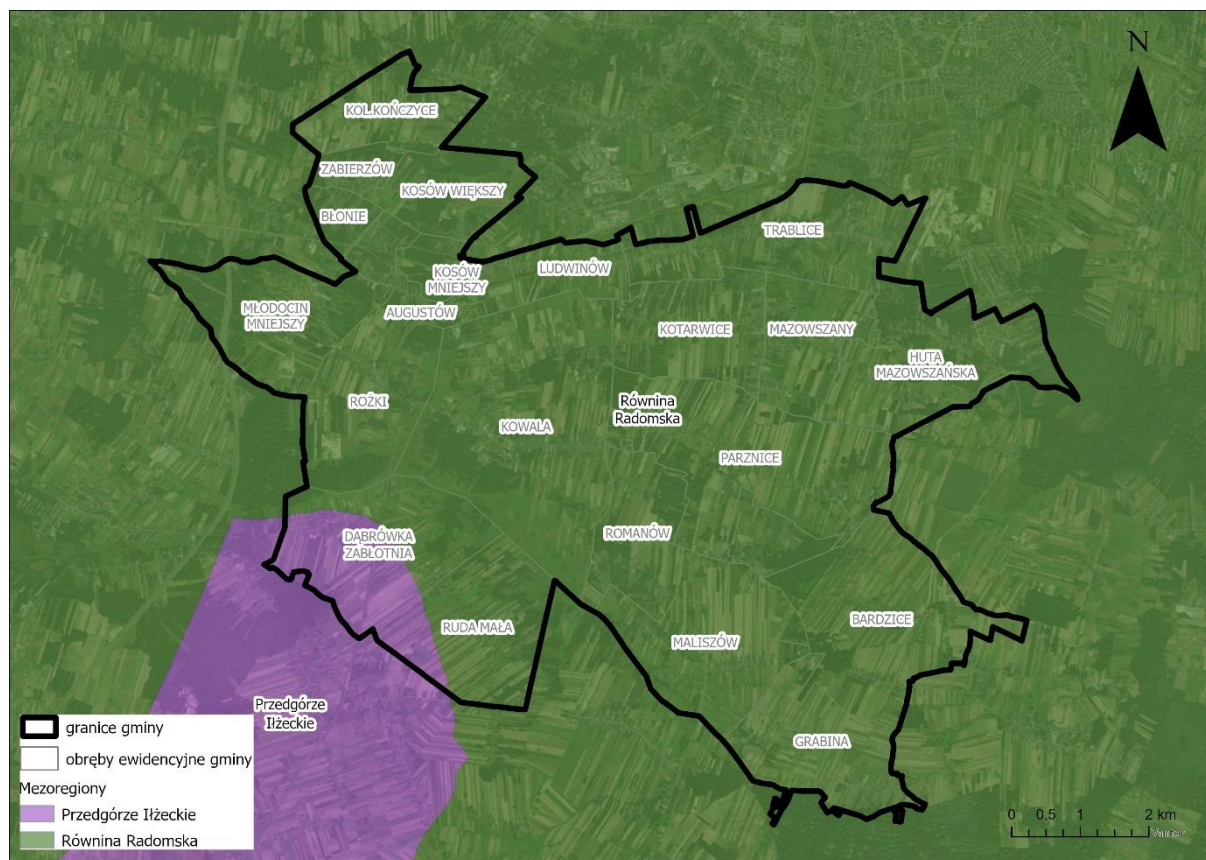 N
KOL.KOŃCZYCE
ZABIERZÓW
KOSÓW WIĘKSZY
BŁONIE
TRABLICE
KOSÓW
MNIEJSZY
LUDWINÓW
MŁODOCIN
MNIEJSZY
AUGUSTÓW
KOTARWICE
MAZOWSZANY
HUTA
MAZOWSZAŃSKA
ROŻKI
Równina
Radomska
KOWALA
PARZNICE
DĄBRÓWKA
ZABŁOTNIA
ROMANÓW
RUDA MAŁA
MALISZÓW
BARDZICE
Przedgórze
Iłżeckie
GRABINA
granice gminy
obręby ewidencyjne gminy
Mezoregiony
Przedgórze Iłżeckie
Równina Radomska
0 0,5 1 2 km